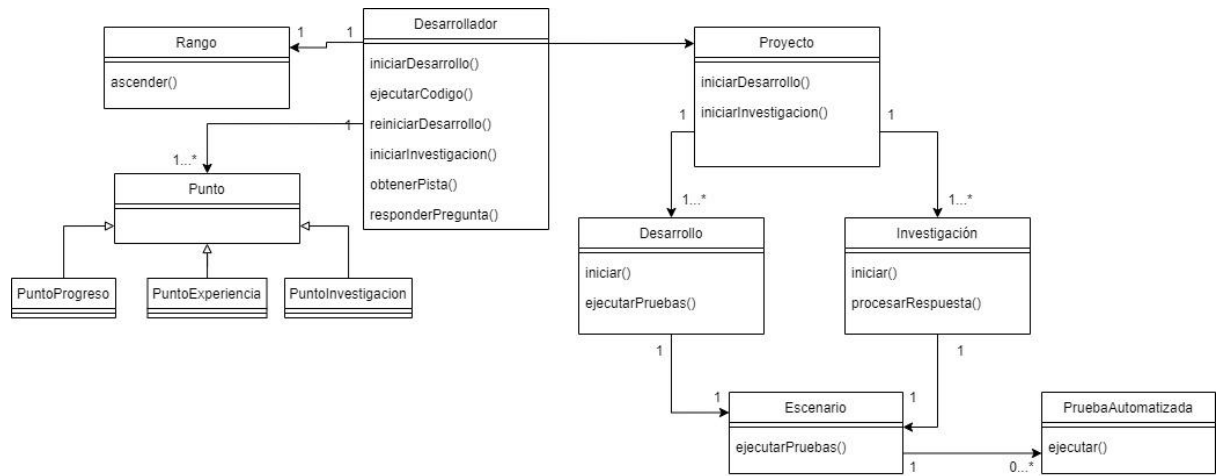 Rango
ascender()
1
1
Desarrollador
iniciarDesarrollo()
ejecutarCodigo()
reiniciarDesarrollo()
iniciarInvestigacion()
obtenerPista()
responderPregunta()
Proyecto
iniciarDesarrollo()
iniciarInvestigacion()
1
1...*
Punto
PuntoProgreso
PuntoExperiencia
PuntoInvestigacion
1
1
1...*
1...*
Desarrollo
iniciar()
ejecutarPruebas()
Investigación
iniciar()
procesarRespuesta()
1
1
1
1
Escenario
ejecutarPruebas()
1
0...*
PruebaAutomatizada
ejecutar()